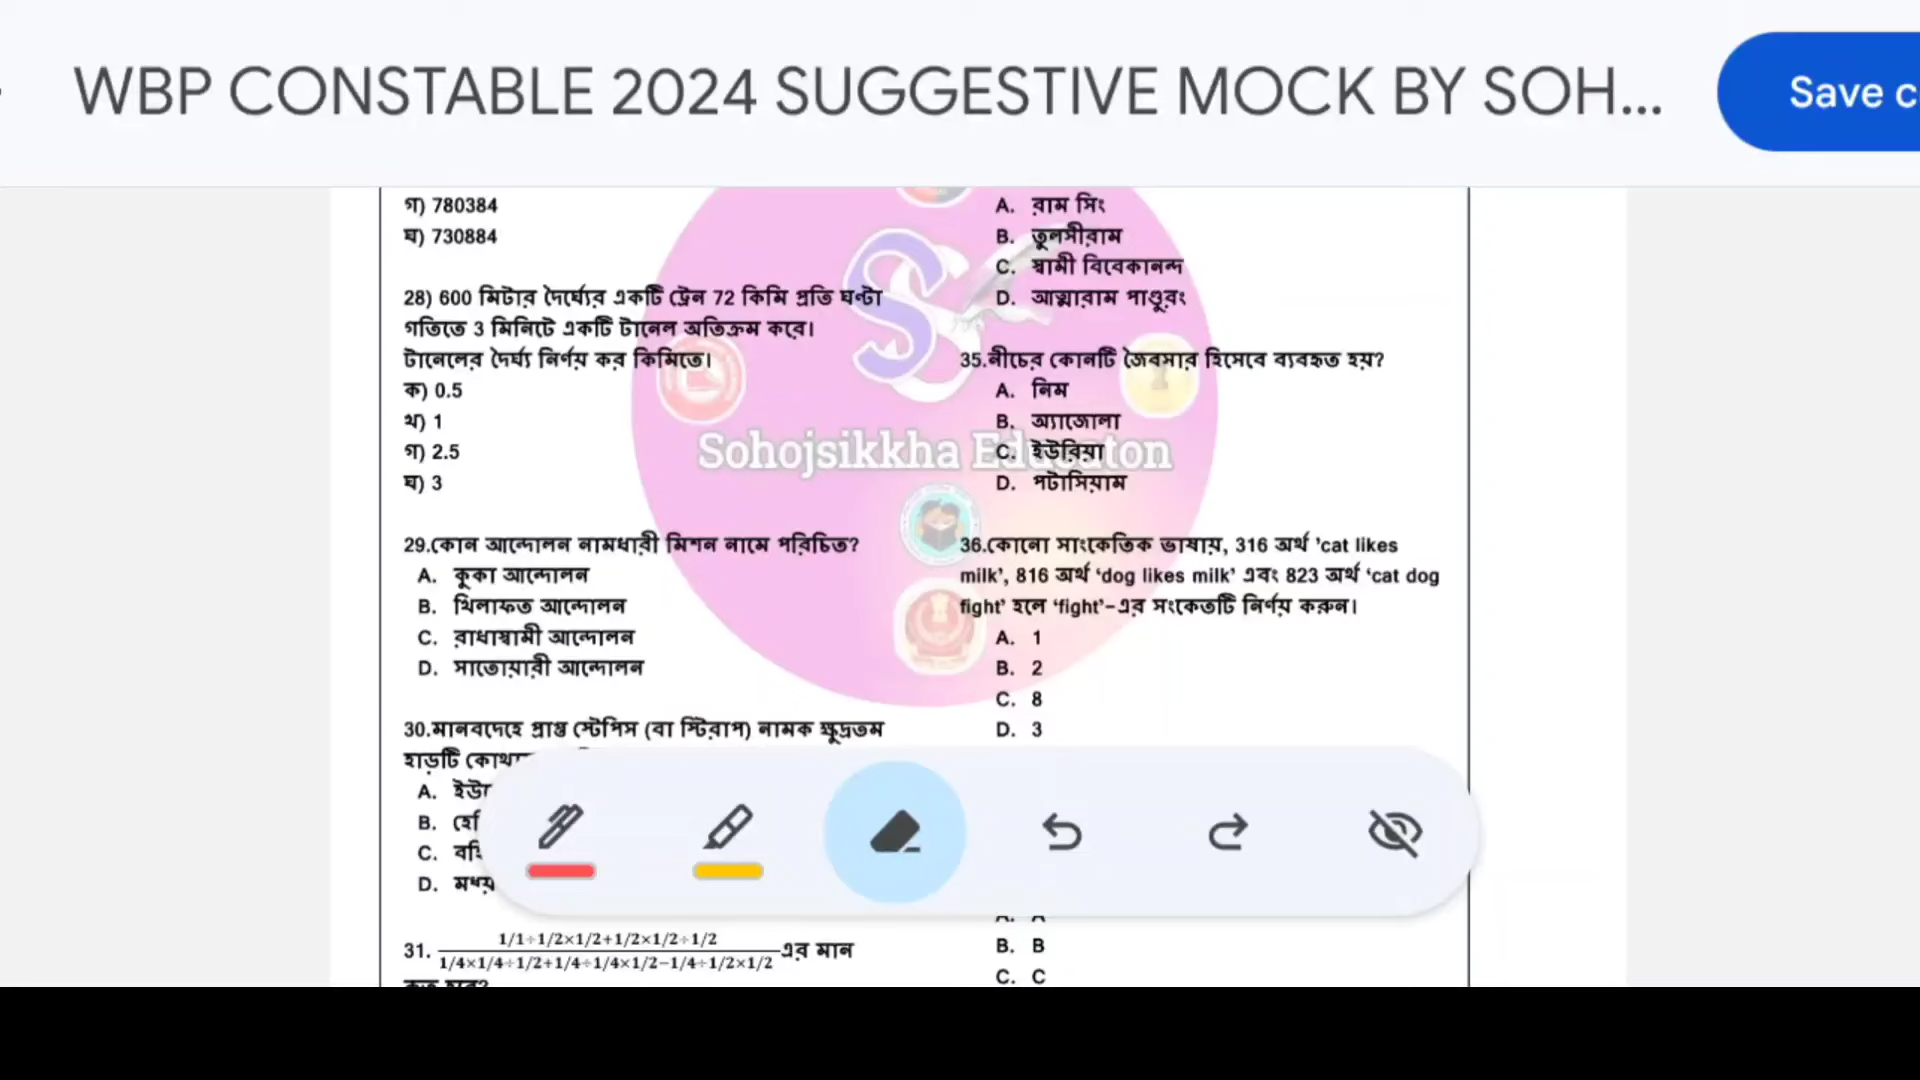 WBP CONSTABLE 2024 SUGGESTIVE MOCK BY SOH...
Save c
গ) 780384
ঘ) 730884
28) 600 মিটার দৈর্ঘ্যের একটি ট্রেন 72 কিমি প্রতি ঘণ্টা
গতিতে 3 মিনিটে একটি টানেল অতিক্রম করে।
টানেলের দৈর্ঘ্য নির্ণয় কর কিমিতে।
ক) 0.5
খ) 1
গ) 2.5
ঘ) 3
29.কোন আন্দোলন নামধারী মিশন নামে পরিচিত?
A. কুকা আন্দোলন
B. খিলাফত আন্দোলন
C. রাধাস্বামী আন্দোলন
D. সাতোয়ারী আন্দোলন
30.মানবদেহে প্রাপ্ত স্টেপিস (বা স্টিরাপ) নামক ক্ষুদ্রতম
হাড়টি
A.
B.
C.
D.
31. 1/1÷1/2×1/2+1/2×1/2÷1/2
1/4×1/4÷1/2+1/4÷1/4×1/2−1/4÷1/2×1/2 এর মান
A. রাম সিং
B. তুলসীরাম
C. স্বামী বিবেকানন্দ
D. আত্মারাম পাণ্ডুরং
35.নীচের কোনটি জৈবসার হিসেবে ব্যবহৃত হয়?
A. নিম
B. অ্যাজোলা
C. ইউরিয়া
D. পটাসিয়াম
36.কোনো সাংকেতিক ভাষায়, 316 অর্থ 'cat likes
milk', 816 অর্থ ‘dog likes milk’ এবং 823 অর্থ ‘cat dog
fight’ হলে ‘fight’−এর সংকেতটি নির্ণয় করুন।
A. 1
B. 2
C. 8
D. 3
B. B
C. C
Sohojsikkha Educaton